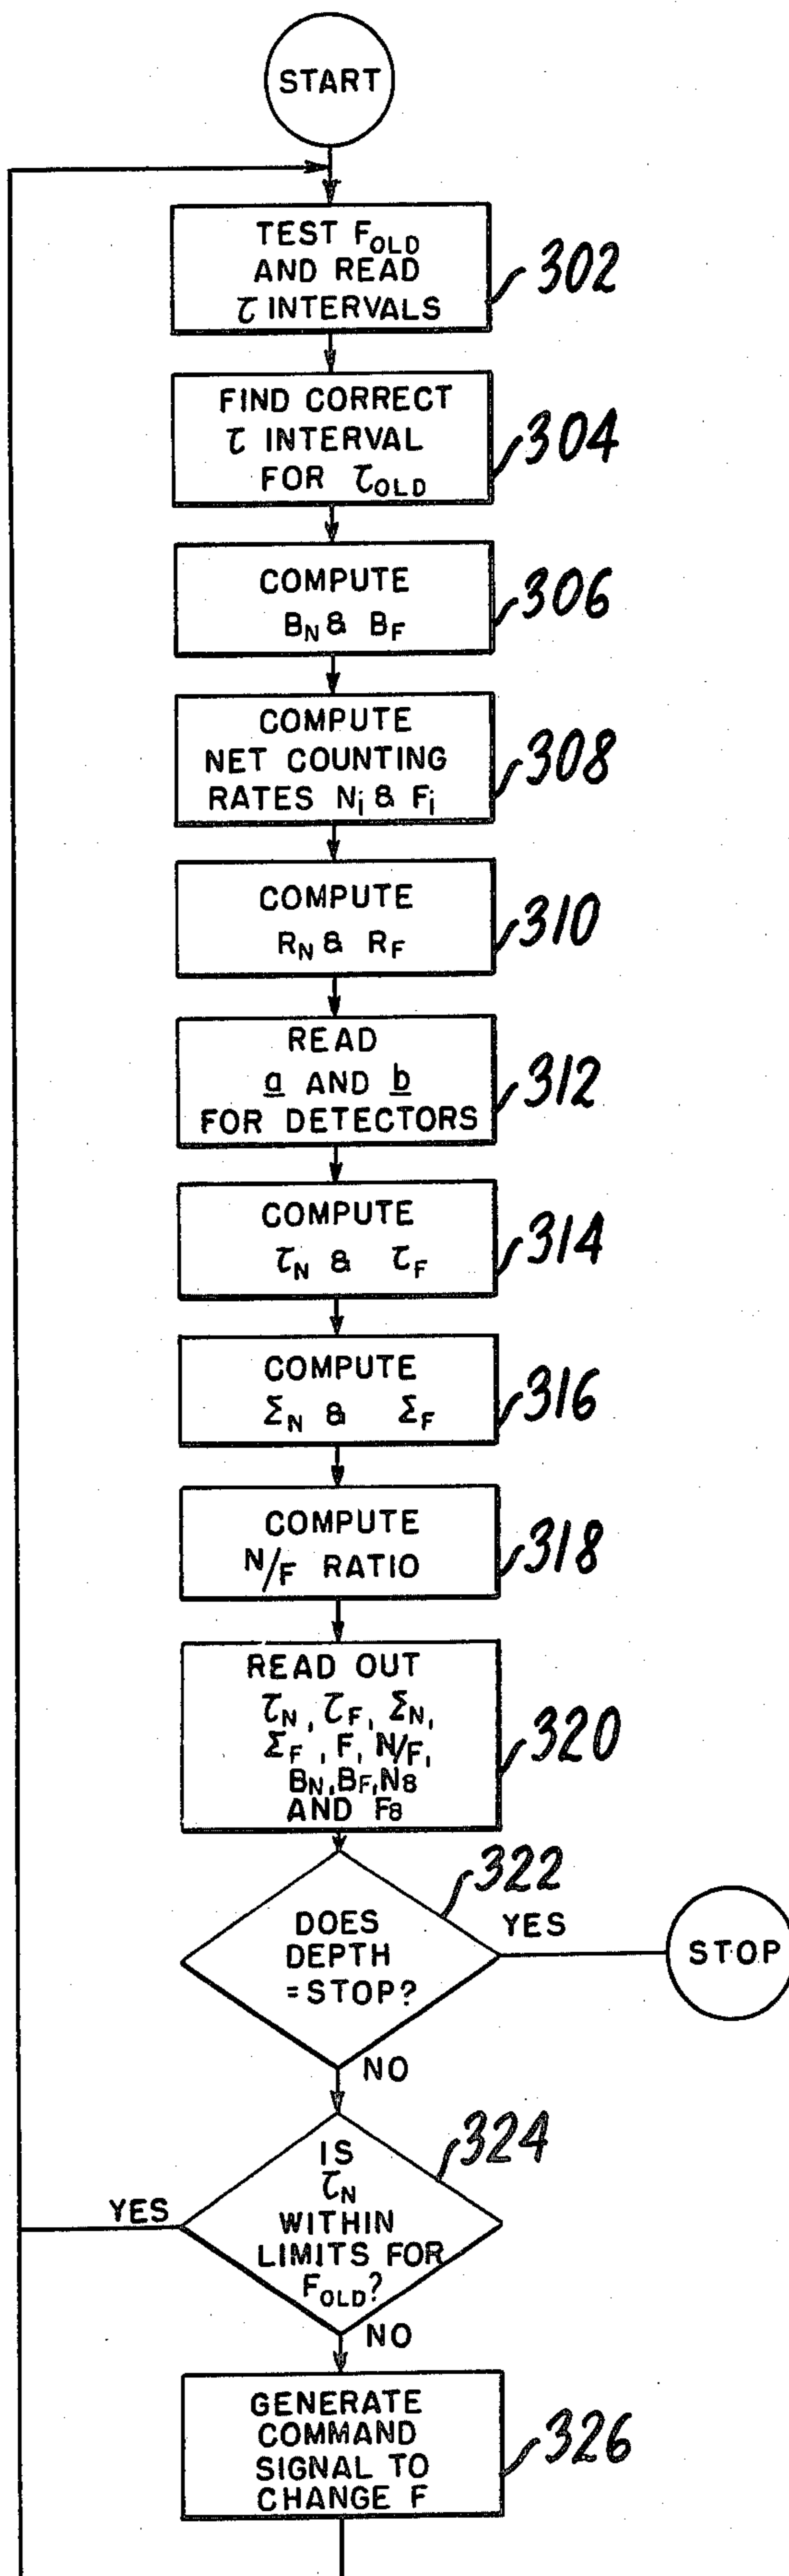 START
TEST F_OLD
AND READ
τ INTERVALS
302
FIND CORRECT
τ INTERVAL
FOR τ_OLD
304
COMPUTE
B_N & B_F
306
COMPUTE
NET COUNTING
RATES N_i & F_i
308
COMPUTE
R_N & R_F
310
READ
a AND b
FOR DETECTORS
312
COMPUTE
τ_N & τ_F
314
COMPUTE
Σ_N & Σ_F
316
COMPUTE
N/F RATIO
318
READ OUT
τ_N, τ_F, Σ_N,
Σ_F, F, N/F,
B_N, B_F, N_8
AND F_8
320
322
DOES
DEPTH
=STOP?
YES
STOP
NO
324
IS
τ_N
WITHIN
LIMITS FOR
F_OLD?
YES
NO
GENERATE
COMMAND
SIGNAL TO
CHANGE F
326